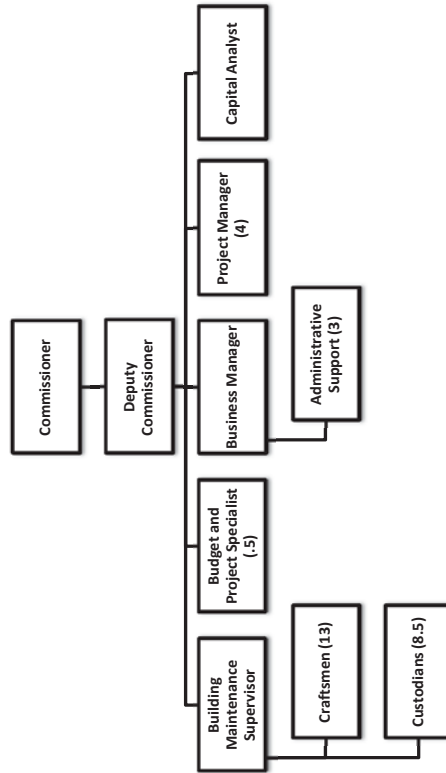 Commissioner
Deputy
Commissioner
Building
Maintenance
Supervisor
Budget and
Project Specialist
(.5)
Business Manager
Project Manager
(4)
Capital Analyst
Craftsmen (13)
Custodians (8.5)
Administrative
Support (3)